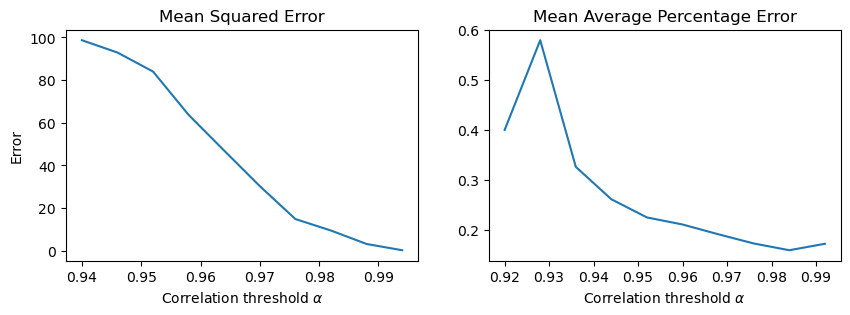 Mean Squared Error
100
80
60
40
20
0
Error
0.94 0.95 0.96 0.97 0.98 0.99
Correlation threshold α
Mean Average Percentage Error
0.6
0.5
0.4
0.3
0.2
0.92 0.93 0.94 0.95 0.96 0.97 0.98 0.99
Correlation threshold α